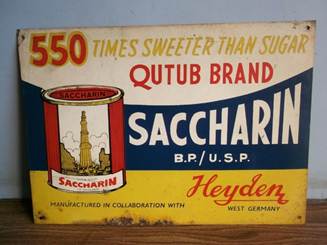 550 TIMES SWEETER THAN SUGAR
QUTUB BRAND
SACCHARIN
SACCHARIN
B.P./U.S.P.
SACCHARIN
Heyden
MANUFACTURED IN COLLABORATION WITH
WEST GERMANY